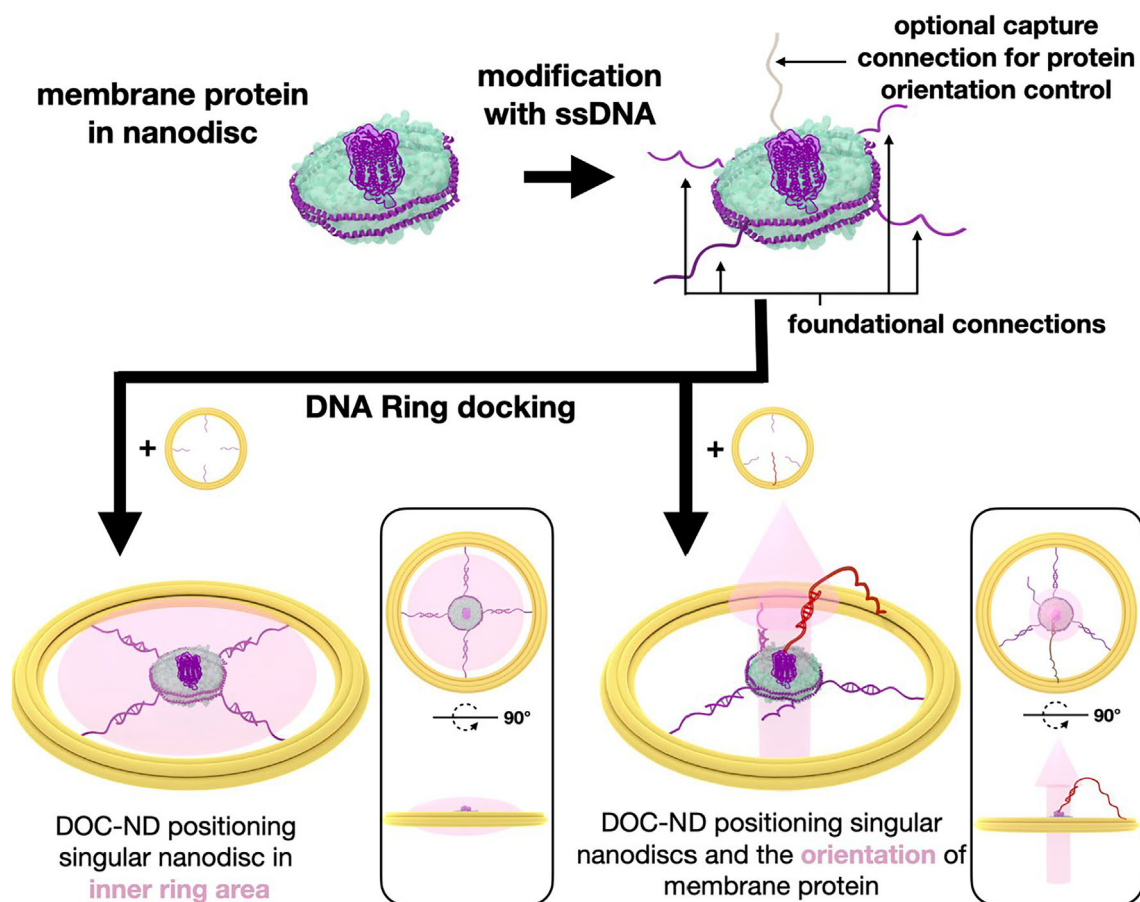 membrane protein
in nanodisc
modification
with ssDNA
optional capture
connection for protein
orientation control
foundational connections
DNA Ring docking
+
+
90°
90°
DOC-ND positioning
singular nanodisc in
inner ring area
DOC-ND positioning singular
nanodiscs and the orientation of
membrane protein